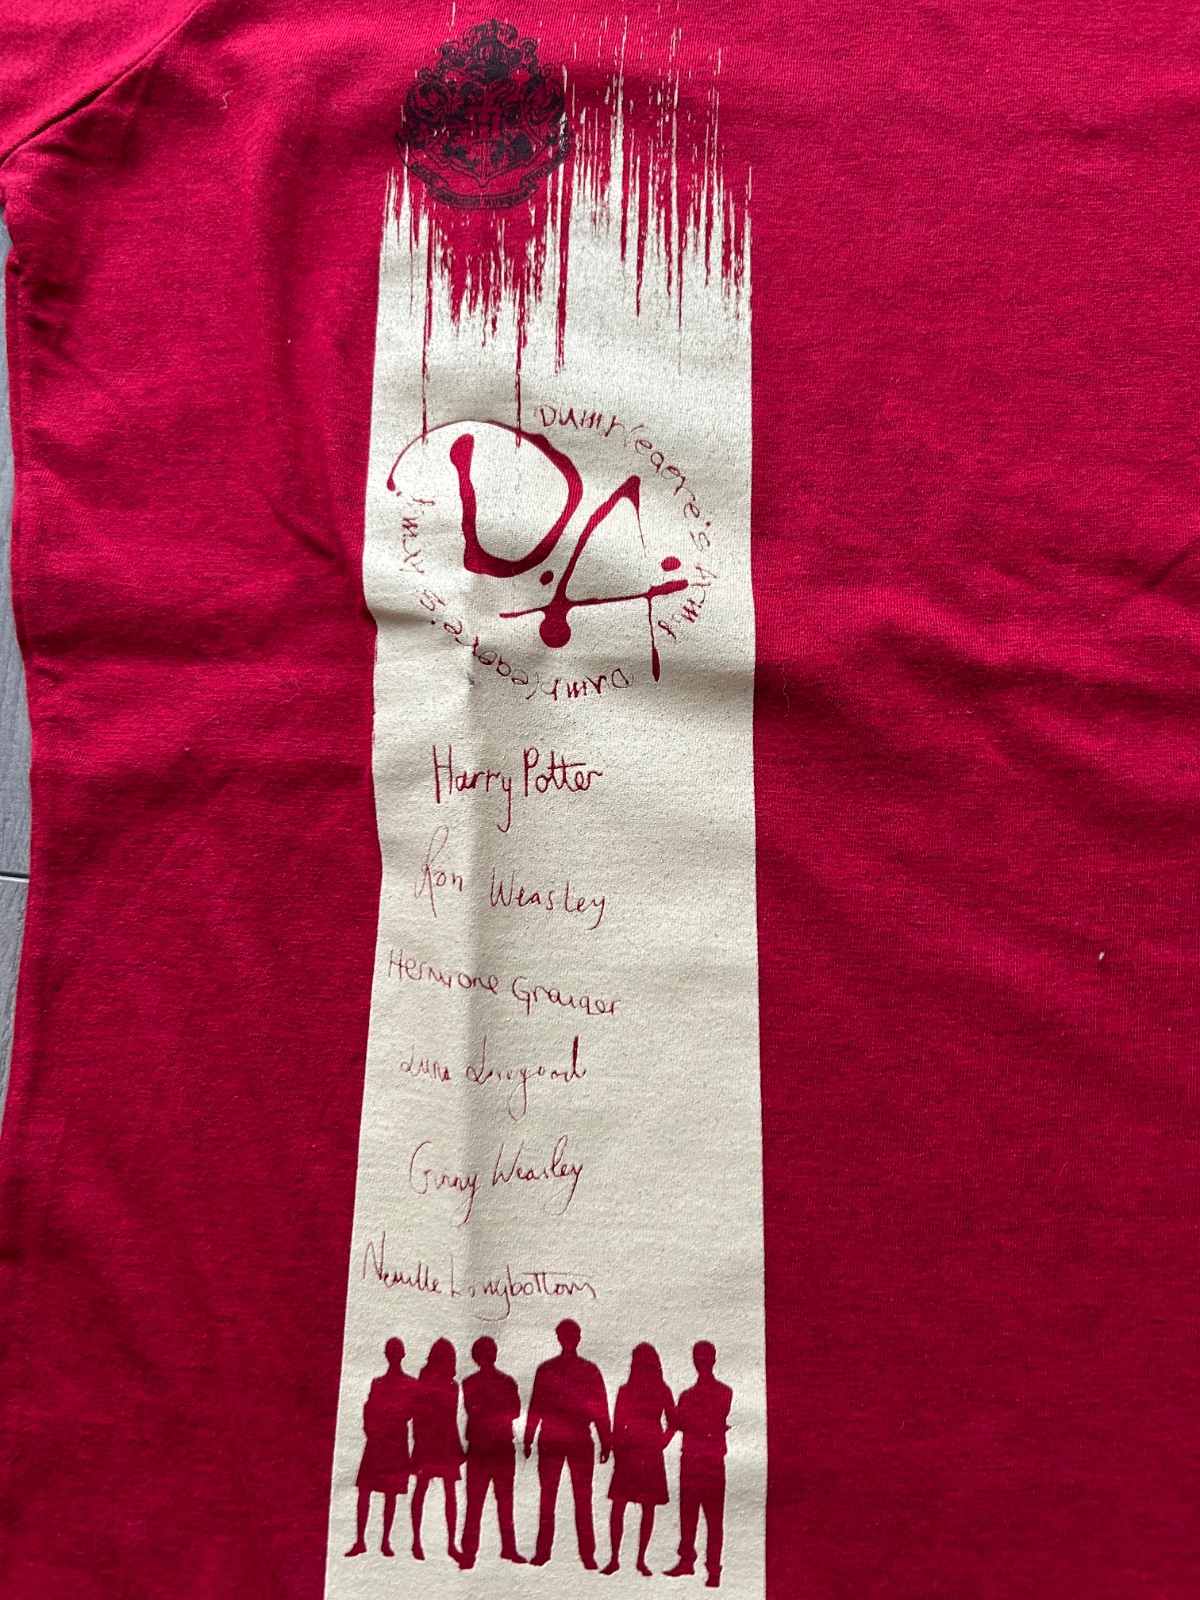 H
Dumbledore's Army
D.A.
Dumbledore's Army
Harry Potter
Ron Weasley
Hermione Granger
Luna Lovegood
Ginny Weasley
Neville Longbottom